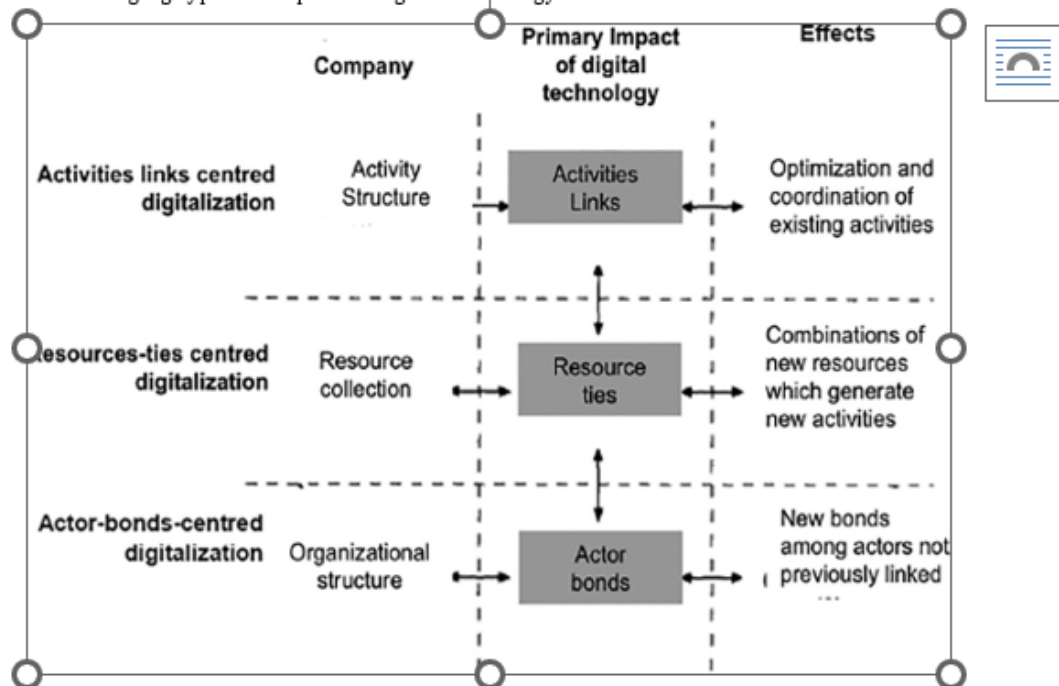 Company
Primary Impact
of digital
technology
Effects
Activities links centred
digitalization
Activity
Structure
Activities
Links
Optimization and
coordination of
existing activities
centred
digitalization
Resource
collection
Resource
ties
Combinations of
new resources
which generate
new activities
Actor-bonds-centred
digitalization
Organizational
structure
Actor
bonds
New bonds
among actors not
previously linked